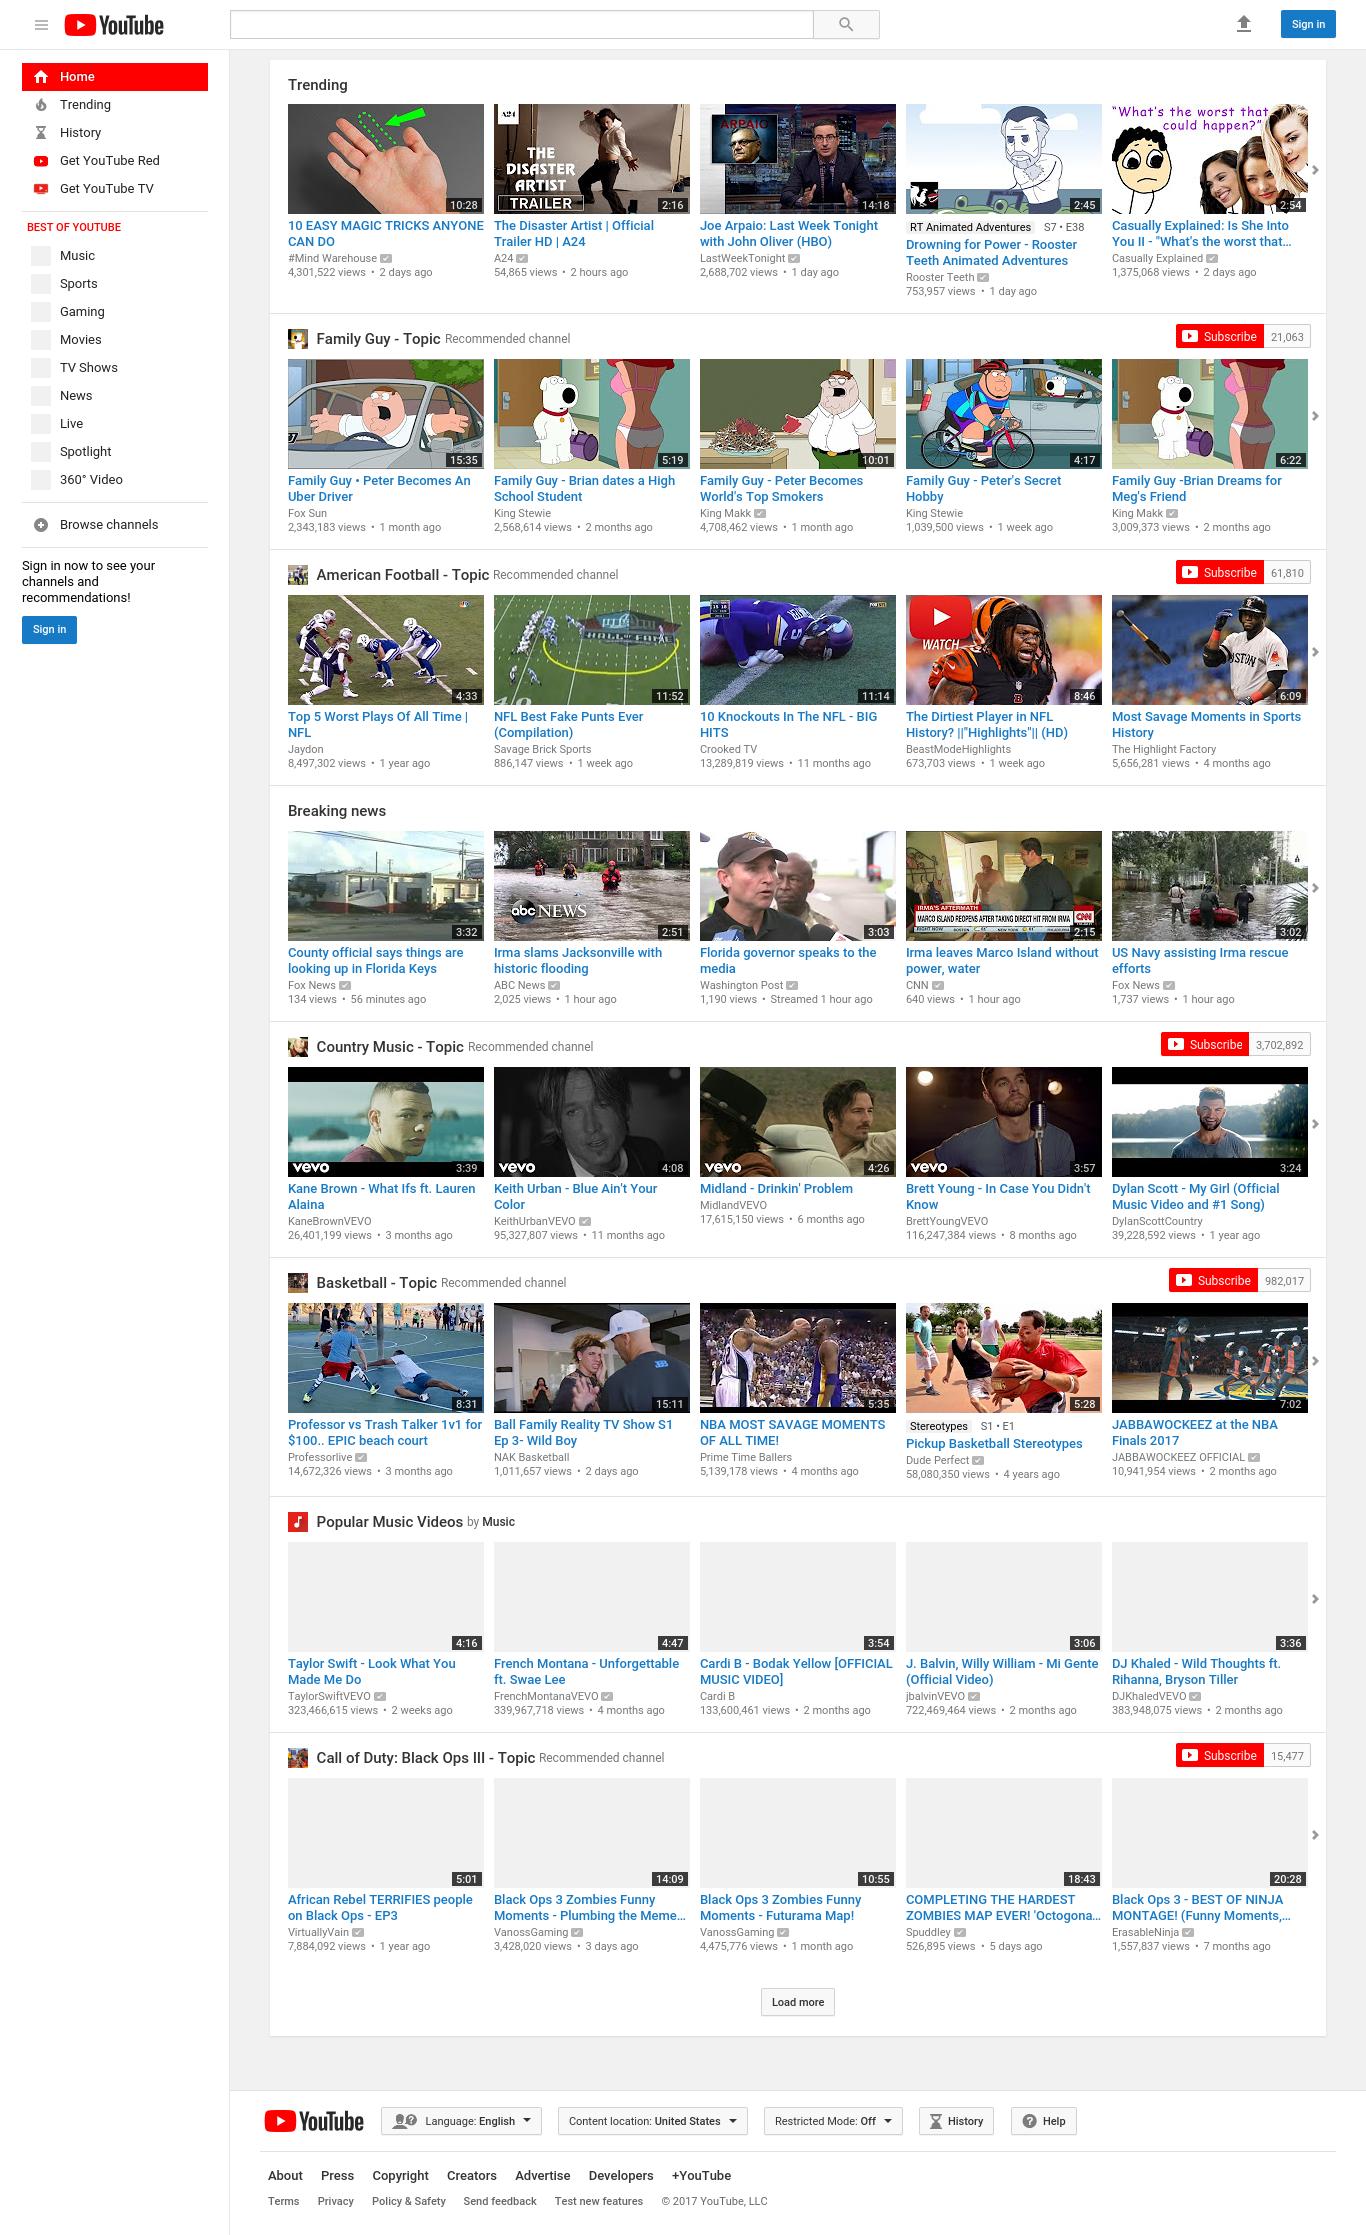 YouTube
Sign in
Home
Trending
History
Get YouTube Red
Get YouTube TV
BEST OF YOUTUBE
Music
Sports
Gaming
Movies
TV Shows
News
Live
Spotlight
360° Video
Browse channels
Sign in now to see your
channels and
recommendations!
Sign in
Trending
10:28
10 EASY MAGIC TRICKS ANYONE
CAN DO
#Mind Warehouse
4,301,522 views • 2 days ago
A24
THE
DISASTER
ARTIST
TRAILER
2:16
The Disaster Artist | Official
Trailer HD | A24
A24
54,865 views • 2 hours ago
ARPAIO
14:18
Joe Arpaio: Last Week Tonight
with John Oliver (HBO)
LastWeekTonight
2,688,702 views • 1 day ago
2:45
RT Animated Adventures S7 • E38
Drowning for Power - Rooster
Teeth Animated Adventures
Rooster Teeth
753,957 views • 1 day ago
"What's the worst that
could happen?"
2:54
Casually Explained: Is She Into
You II - "What's the worst that...
Casually Explained
1,375,068 views • 2 days ago
Family Guy - Topic Recommended channel
Subscribe 21,063
15:35
Family Guy • Peter Becomes An
Uber Driver
Fox Sun
2,343,183 views • 1 month ago
5:19
Family Guy - Brian dates a High
School Student
King Stewie
2,568,614 views • 2 months ago
10:01
Family Guy - Peter Becomes
World's Top Smokers
King Makk
4,708,462 views • 1 month ago
4:17
Family Guy - Peter's Secret
Hobby
King Stewie
1,039,500 views • 1 week ago
6:22
Family Guy -Brian Dreams for
Meg's Friend
King Makk
3,009,373 views • 2 months ago
American Football - Topic Recommended channel
Subscribe 61,810
4:33
Top 5 Worst Plays Of All Time |
NFL
Jaydon
8,497,302 views • 1 year ago
HALL OF FAME
11:52
NFL Best Fake Punts Ever
(Compilation)
Savage Brick Sports
886,147 views • 1 week ago
11:14
10 Knockouts In The NFL - BIG
HITS
Crooked TV
13,289,819 views • 11 months ago
WATCH
8:46
The Dirtiest Player in NFL
History? ||"Highlights"|| (HD)
BeastModeHighlights
673,703 views • 1 week ago
6:09
Most Savage Moments in Sports
History
The Highlight Factory
5,656,281 views • 4 months ago
Breaking news
3:32
County official says things are
looking up in Florida Keys
Fox News
134 views • 56 minutes ago
abc NEWS
2:51
Irma slams Jacksonville with
historic flooding
ABC News
2,025 views • 1 hour ago
3:03
Florida governor speaks to the
media
Washington Post
1,190 views • Streamed 1 hour ago
IRMA'S AFTERMATH
MARCO ISLAND REOPENS AFTER TAKING DIRECT HIT FROM IRMA
CNN
RIGHT NOW
2:15
Irma leaves Marco Island without
power, water
CNN
640 views • 1 hour ago
3:02
US Navy assisting Irma rescue
efforts
Fox News
1,737 views • 1 hour ago
Country Music - Topic Recommended channel
Subscribe 3,702,892
vevo
3:39
Kane Brown - What Ifs ft. Lauren
Alaina
KaneBrownVEVO
26,401,199 views • 3 months ago
vevo
4:08
Keith Urban - Blue Ain't Your
Color
KeithUrbanVEVO
95,327,807 views • 11 months ago
vevo
4:26
Midland - Drinkin' Problem
MidlandVEVO
17,615,150 views • 6 months ago
vevo
3:57
Brett Young - In Case You Didn't
Know
BrettYoungVEVO
116,247,384 views • 8 months ago
3:24
Dylan Scott - My Girl (Official
Music Video and #1 Song)
DylanScottCountry
39,228,592 views • 1 year ago
Basketball - Topic Recommended channel
Subscribe 982,017
8:31
Professor vs Trash Talker 1v1 for
$100.. EPIC beach court
Professorlive
14,672,326 views • 3 months ago
15:11
Ball Family Reality TV Show S1
Ep 3- Wild Boy
NAK Basketball
1,011,657 views • 2 days ago
5:35
NBA MOST SAVAGE MOMENTS
OF ALL TIME!
Prime Time Ballers
5,139,178 views • 4 months ago
5:28
Stereotypes S1 • E1
Pickup Basketball Stereotypes
Dude Perfect
58,080,350 views • 4 years ago
7:02
JABBAWOCKEEZ at the NBA
Finals 2017
JABBAWOCKEEZ OFFICIAL
10,941,954 views • 2 months ago
Popular Music Videos by Music
4:16
Taylor Swift - Look What You
Made Me Do
TaylorSwiftVEVO
323,466,615 views • 2 weeks ago
4:47
French Montana - Unforgettable
ft. Swae Lee
FrenchMontanaVEVO
339,967,718 views • 4 months ago
3:54
Cardi B - Bodak Yellow [OFFICIAL
MUSIC VIDEO]
Cardi B
133,600,461 views • 2 months ago
3:06
J. Balvin, Willy William - Mi Gente
(Official Video)
jbalvinVEVO
722,469,464 views • 2 months ago
3:36
DJ Khaled - Wild Thoughts ft.
Rihanna, Bryson Tiller
DJKhaledVEVO
383,948,075 views • 2 months ago
Call of Duty: Black Ops III - Topic Recommended channel
Subscribe 15,477
5:01
African Rebel TERRIFIES people
on Black Ops - EP3
VirtuallyVain
7,884,092 views • 1 year ago
14:09
Black Ops 3 Zombies Funny
Moments - Plumbing the Meme...
VanossGaming
3,428,020 views • 3 days ago
10:55
Black Ops 3 Zombies Funny
Moments - Futurama Map!
VanossGaming
4,475,776 views • 1 month ago
18:43
COMPLETING THE HARDEST
ZOMBIES MAP EVER! 'Octogona...
Spuddley
526,895 views • 5 days ago
20:28
Black Ops 3 - BEST OF NINJA
MONTAGE! (Funny Moments,...
ErasableNinja
1,557,837 views • 7 months ago
Load more
YouTube
Language: English
Content location: United States
Restricted Mode: Off
History
Help
About Press Copyright Creators Advertise Developers +YouTube
Terms Privacy Policy & Safety Send feedback Test new features © 2017 YouTube, LLC